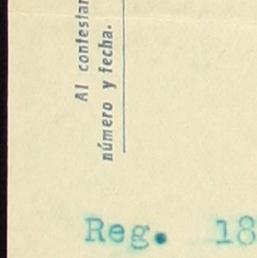 Al contestar
número y fecha.
Reg. 18